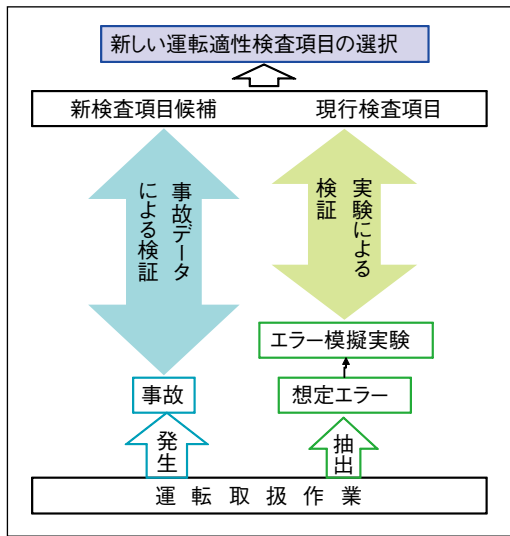 新しい運転適性検査項目の選択
新検査項目候補 現行検査項目
事故データ
による検証
実験による
検証
エラー模擬実験
事故 想定エラー
発生 抽出
運転取扱作業